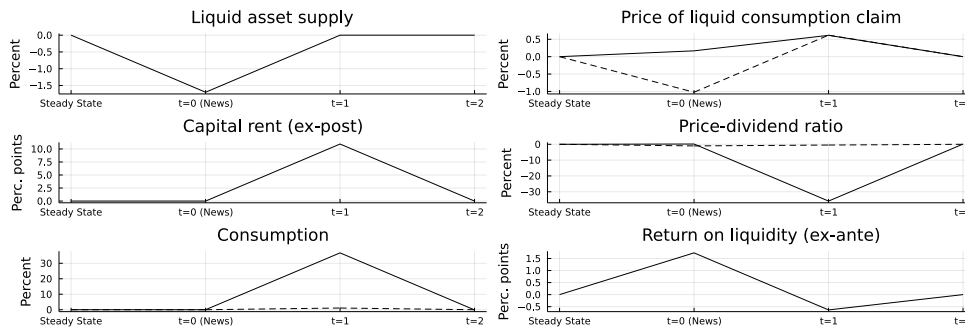 Liquid asset supply
Percent
0.0
−0.5
−1.0
−1.5
Steady State
t=0 (News)
t=1
t=2
Price of liquid consumption claim
Percent
0.5
0.0
−0.5
−1.0
Steady State
t=0 (News)
t=1
t=
Capital rent (ex-post)
Perc. points
10.0
7.5
5.0
2.5
0.0
Steady State
t=0 (News)
t=1
t=2
Price-dividend ratio
Percent
0
−10
−20
−30
Steady State
t=0 (News)
t=1
t=
Consumption
Percent
30
20
10
0
Steady State
t=0 (News)
t=1
t=2
Return on liquidity (ex-ante)
Perc. points
1.5
1.0
0.5
0.0
−0.5
Steady State
t=0 (News)
t=1
t=